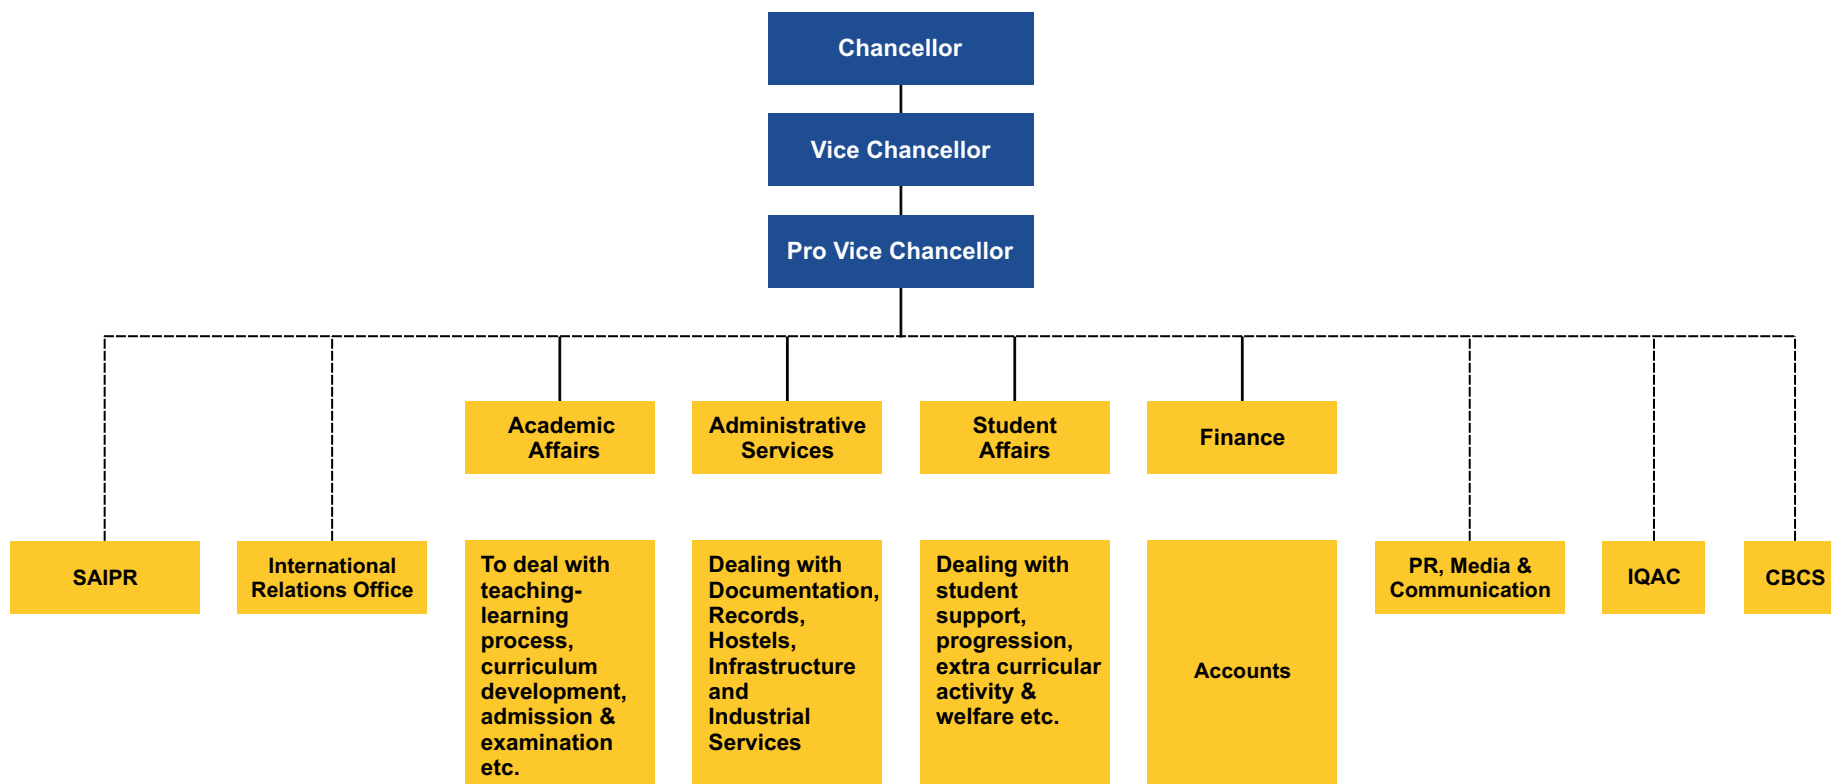 Chancellor
Vice Chancellor
Pro Vice Chancellor
Academic
Affairs
Administrative
Services
Student
Affairs
Finance
SAIPR
International
Relations Office
To deal with
teaching-
learning
process,
curriculum
development,
admission &
examination
etc.
Dealing with
Documentation,
Records,
Hostels,
Infrastructure
and
Industrial
Services
Dealing with
student
support,
progression,
extra curricular
activity &
welfare etc.
Accounts
PR, Media &
Communication
IQAC
CBCS